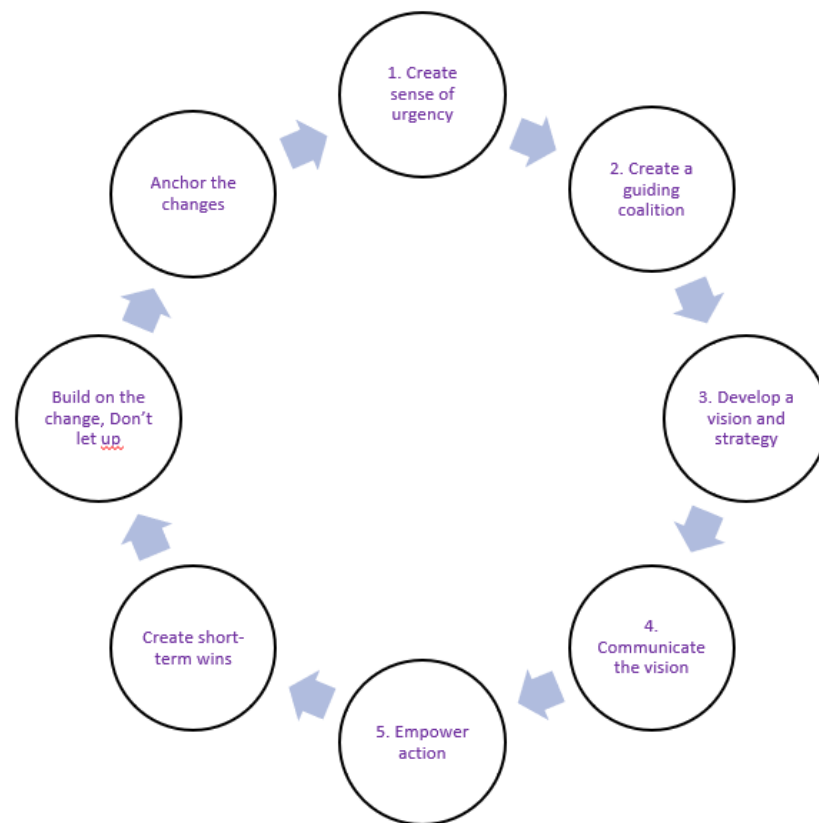 1. Create
sense of
urgency
2. Create a
guiding
coalition
3. Develop a
vision and
strategy
4.
Communicate
the vision
5. Empower
action
Create short-
term wins
Build on the
change, Don’t
let up
Anchor the
changes